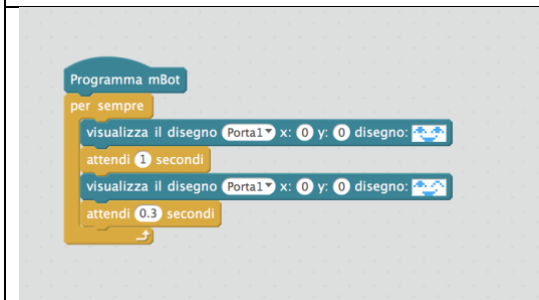 Programma mBot
per sempre
visualizza il disegno Porta1 x: 0 y: 0 disegno:
attendi 1 secondi
visualizza il disegno Porta1 x: 0 y: 0 disegno:
attendi 0.3 secondi